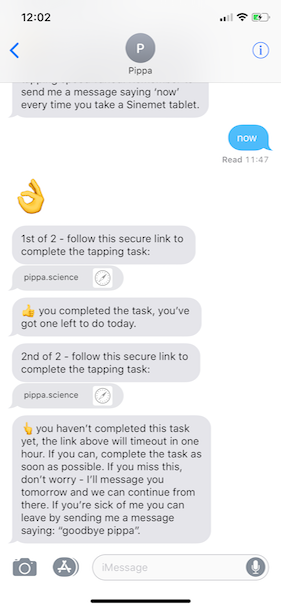 12:02
P
Pippa
send me a message saying ‘now’
every time you take a Sinemet tablet.
now
Read 11:47
1st of 2 - follow this secure link to
complete the tapping task:
pippa.science
👍 you completed the task, you’ve
got one left to do today.
2nd of 2 - follow this secure link to
complete the tapping task:
pippa.science
👆 you haven’t completed this task
yet, the link above will timeout in one
hour. If you can, complete the task as
soon as possible. If you miss this,
don’t worry - I’ll message you
tomorrow and we can continue from
there. If you’re sick of me you can
leave by sending me a message
saying: “goodbye pippa”.
iMessage